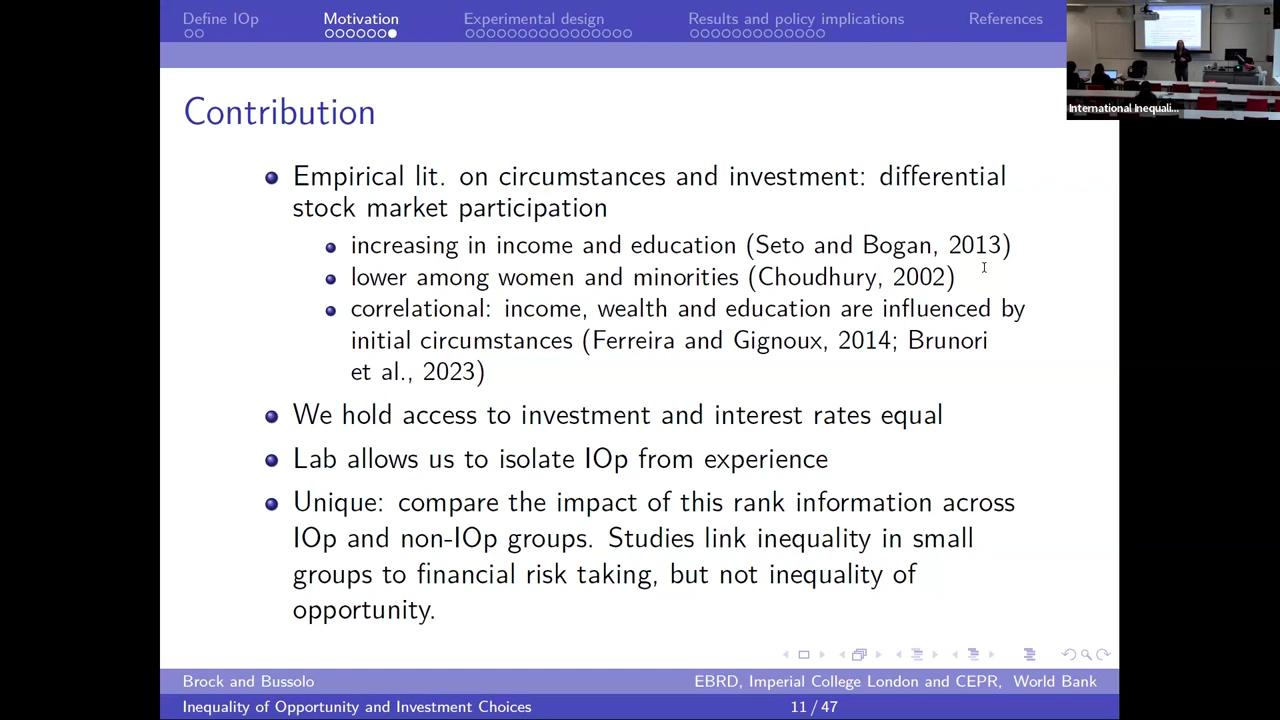 Define IOp
Motivation
Experimental design
Results and policy implications
References
International Inequali...
Contribution
Empirical lit. on circumstances and investment: differential
stock market participation
increasing in income and education (Seto and Bogan, 2013)
lower among women and minorities (Choudhury, 2002)
correlational: income, wealth and education are influenced by
initial circumstances (Ferreira and Gignoux, 2014; Brunori
et al., 2023)
We hold access to investment and interest rates equal
Lab allows us to isolate IOp from experience
Unique: compare the impact of this rank information across
IOp and non-IOp groups. Studies link inequality in small
groups to financial risk taking, but not inequality of
opportunity.
Brock and Bussolo
EBRD, Imperial College London and CEPR, World Bank
Inequality of Opportunity and Investment Choices
11 / 47